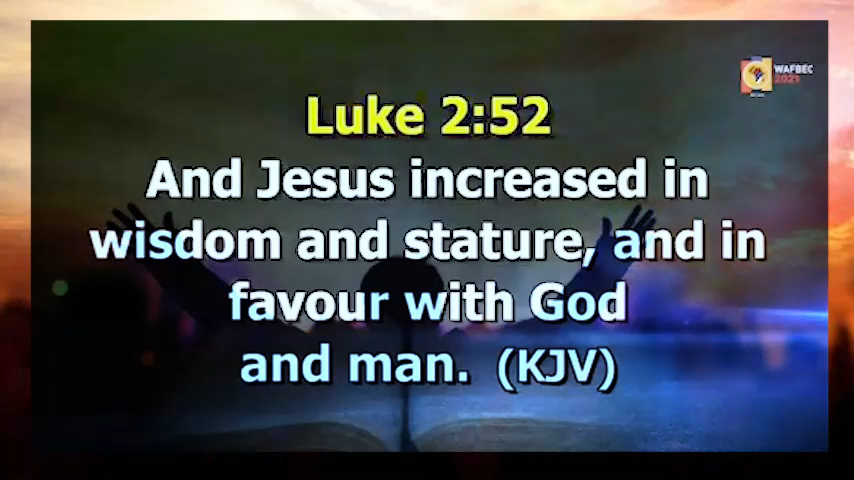 WAFBEC
2021
Luke 2:52
And Jesus increased in
wisdom and stature, and in
favour with God
and man. (KJV)